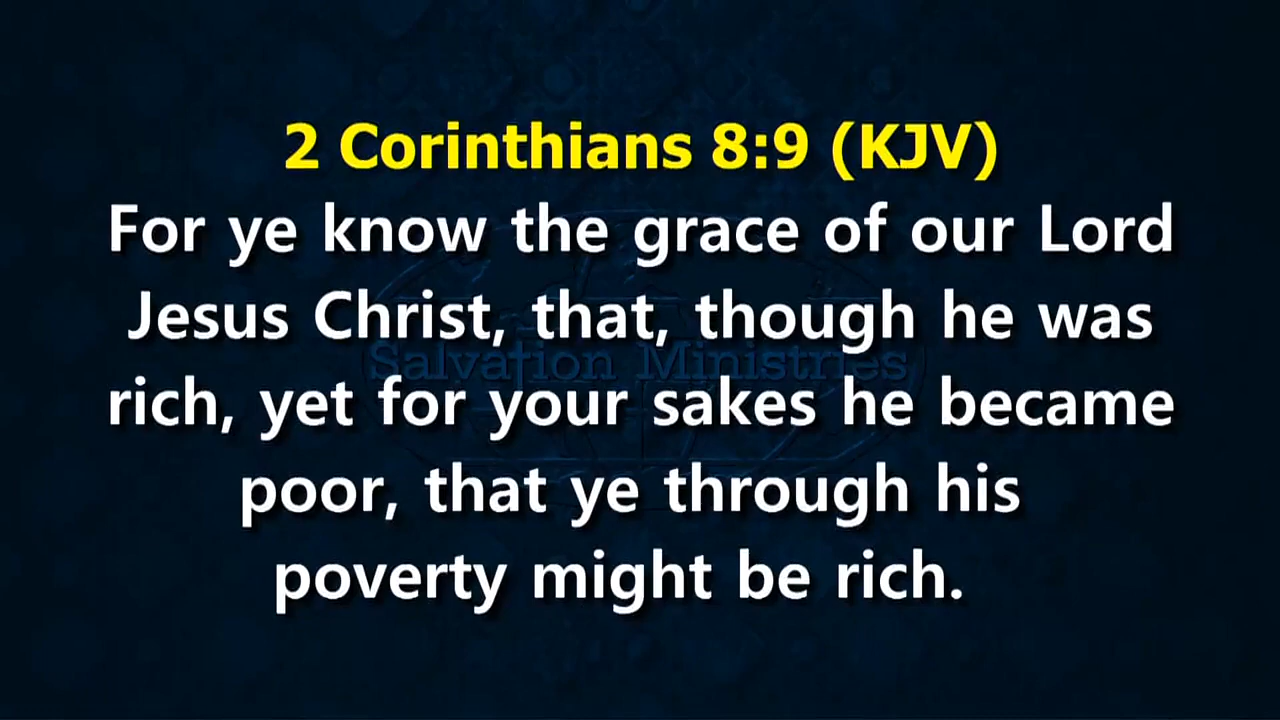 2 Corinthians 8:9 (KJV)
For ye know the grace of our Lord
Jesus Christ, that, though he was
Salvation Ministries
rich, yet for your sakes he became
poor, that ye through his
poverty might be rich.